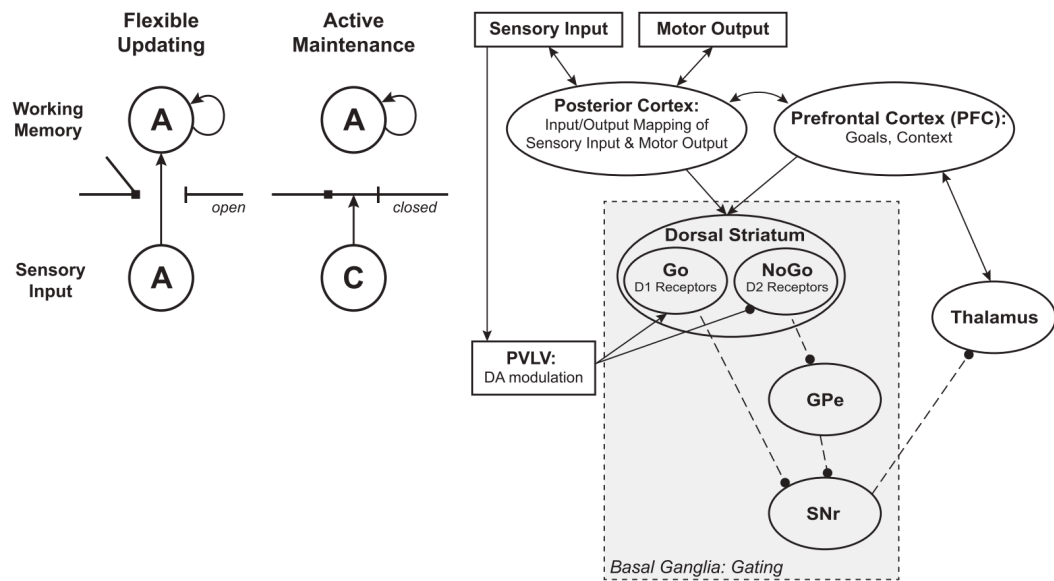 Flexible
Updating
Active
Maintenance
Working
Memory
A
A
open
closed
Sensory
Input
A
C
Sensory Input
Motor Output
Posterior Cortex:
Input/Output Mapping of
Sensory Input & Motor Output
Prefrontal Cortex (PFC):
Goals, Context
Dorsal Striatum
Go
D1 Receptors
NoGo
D2 Receptors
Thalamus
PVLV:
DA modulation
GPe
SNr
Basal Ganglia: Gating